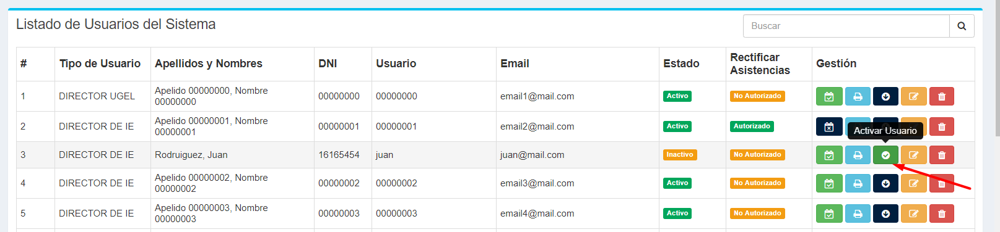 Listado de Usuarios del Sistema
Buscar
# Tipo de Usuario Apellidos y Nombres DNI Usuario Email Estado Rectificar Asistencias Gestión
1 DIRECTOR UGEL Apelido 00000000, Nombre 00000000 00000000 00000000 email1@mail.com Activo No Autorizado
2 DIRECTOR DE IE Apelido 00000001, Nombre 00000001 00000001 00000001 email2@mail.com Activo Autorizado
Activar Usuario
3 DIRECTOR DE IE Rodruiguez, Juan 16165454 juan juan@mail.com Inactivo No Autorizado
4 DIRECTOR DE IE Apelido 00000002, Nombre 00000002 00000002 00000002 email3@mail.com Activo No Autorizado
5 DIRECTOR DE IE Apelido 00000003, Nombre 00000003 00000003 00000003 email4@mail.com Activo No Autorizado